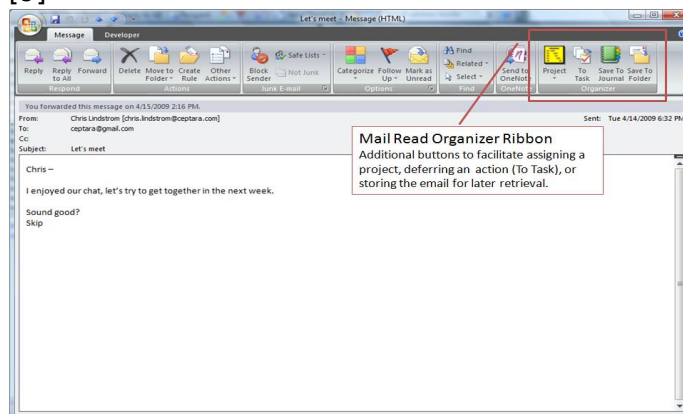 Let's meet - Message (HTML)
Message Developer
Reply Reply to All Forward Delete Move to Folder Create Rule Other Actions Block Sender Safe Lists Not Junk Categorize Follow Up Mark as Unread Find Related Select Send to OneNote Project To Task Save To Journal Save To Folder
Respond Actions Junk E-mail Options Find OneNote Organizer
You forwarded this message on 4/15/2009 2:16 PM.
From: Chris Lindstrom [chris.lindstrom@ceptara.com] Sent: Tue 4/14/2009 6:32 PM
To: ceptara@gmail.com
Cc:
Subject: Let's meet
Mail Read Organizer Ribbon
Additional buttons to facilitate assigning a
project, deferring an action (To Task), or
storing the email for later retrieval.
Chris –
I enjoyed our chat, let's try to get together in the next week.
Sound good?
Skip